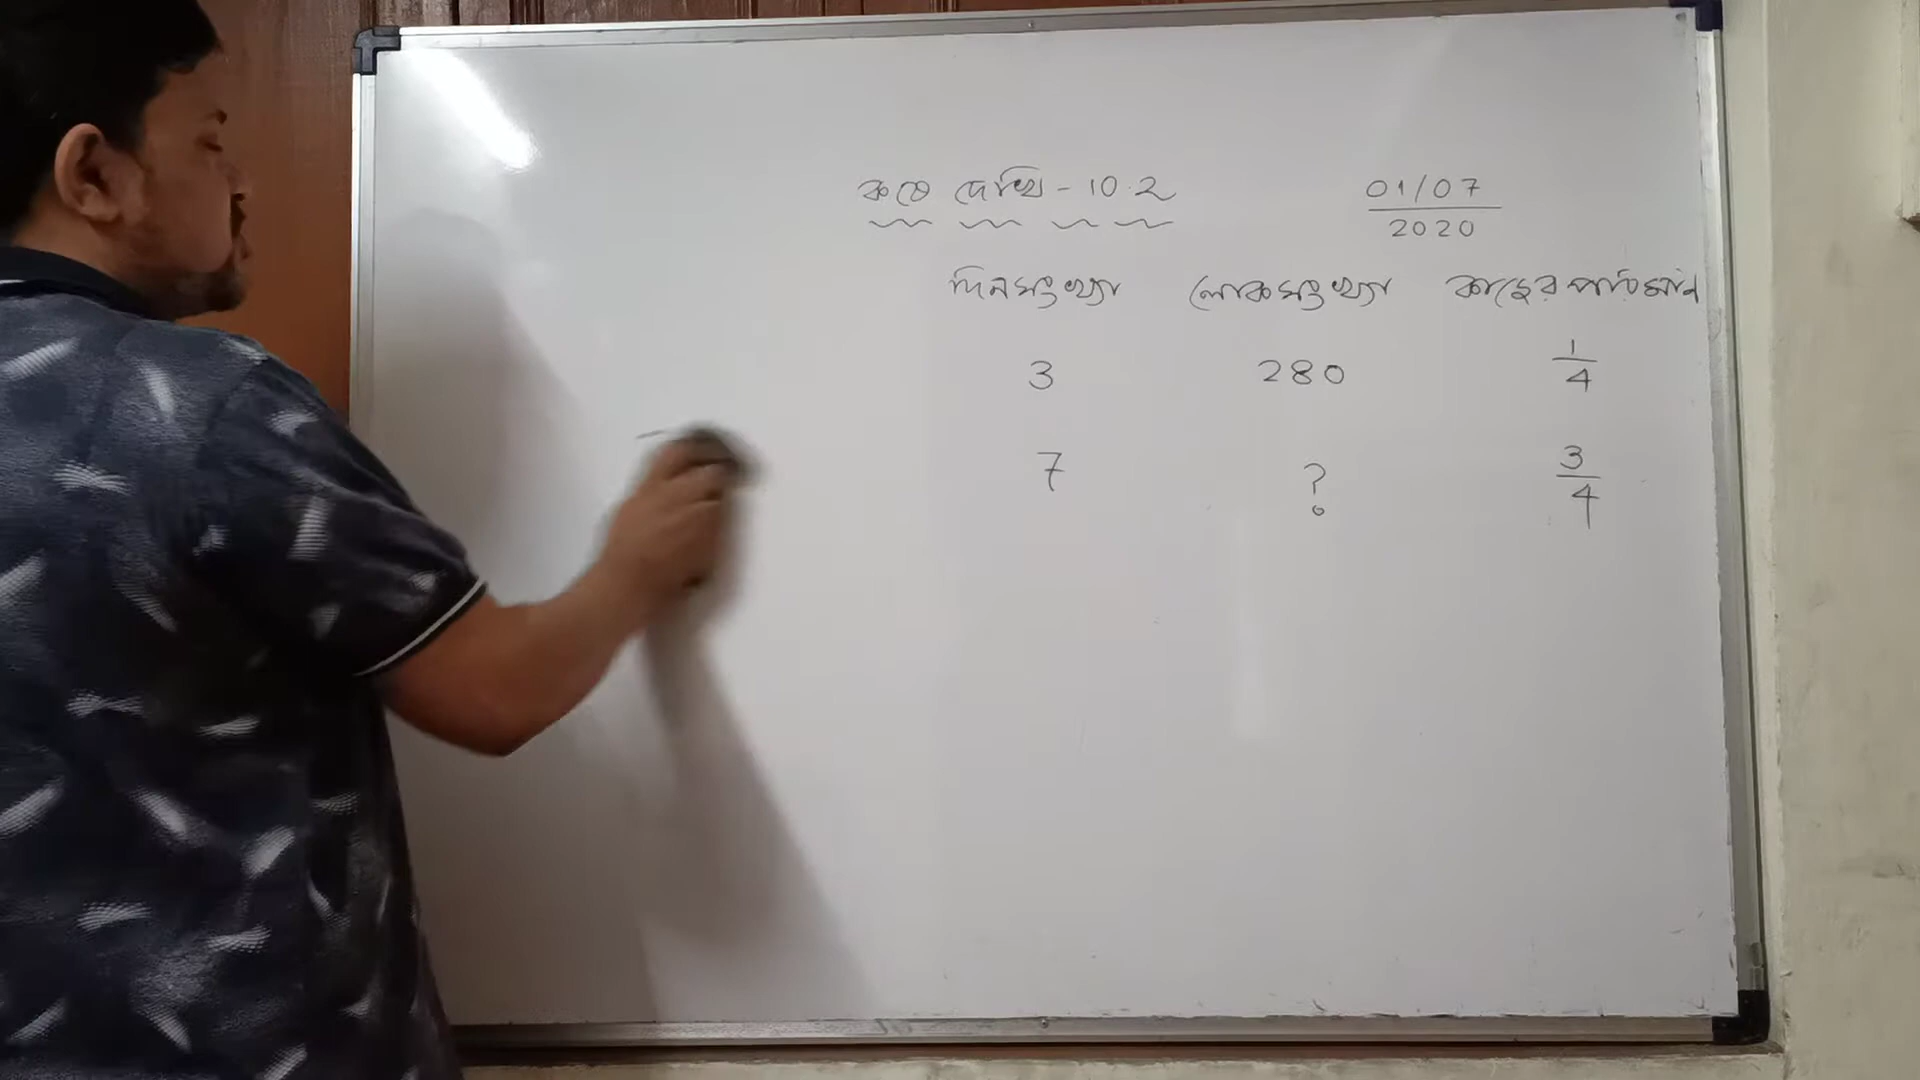 কষে দেখি - 10.2
01/07
2020
দিনসংখ্যা লোকসংখ্যা কাজের পরিমান
3 280 1/4
7 ? 3/4